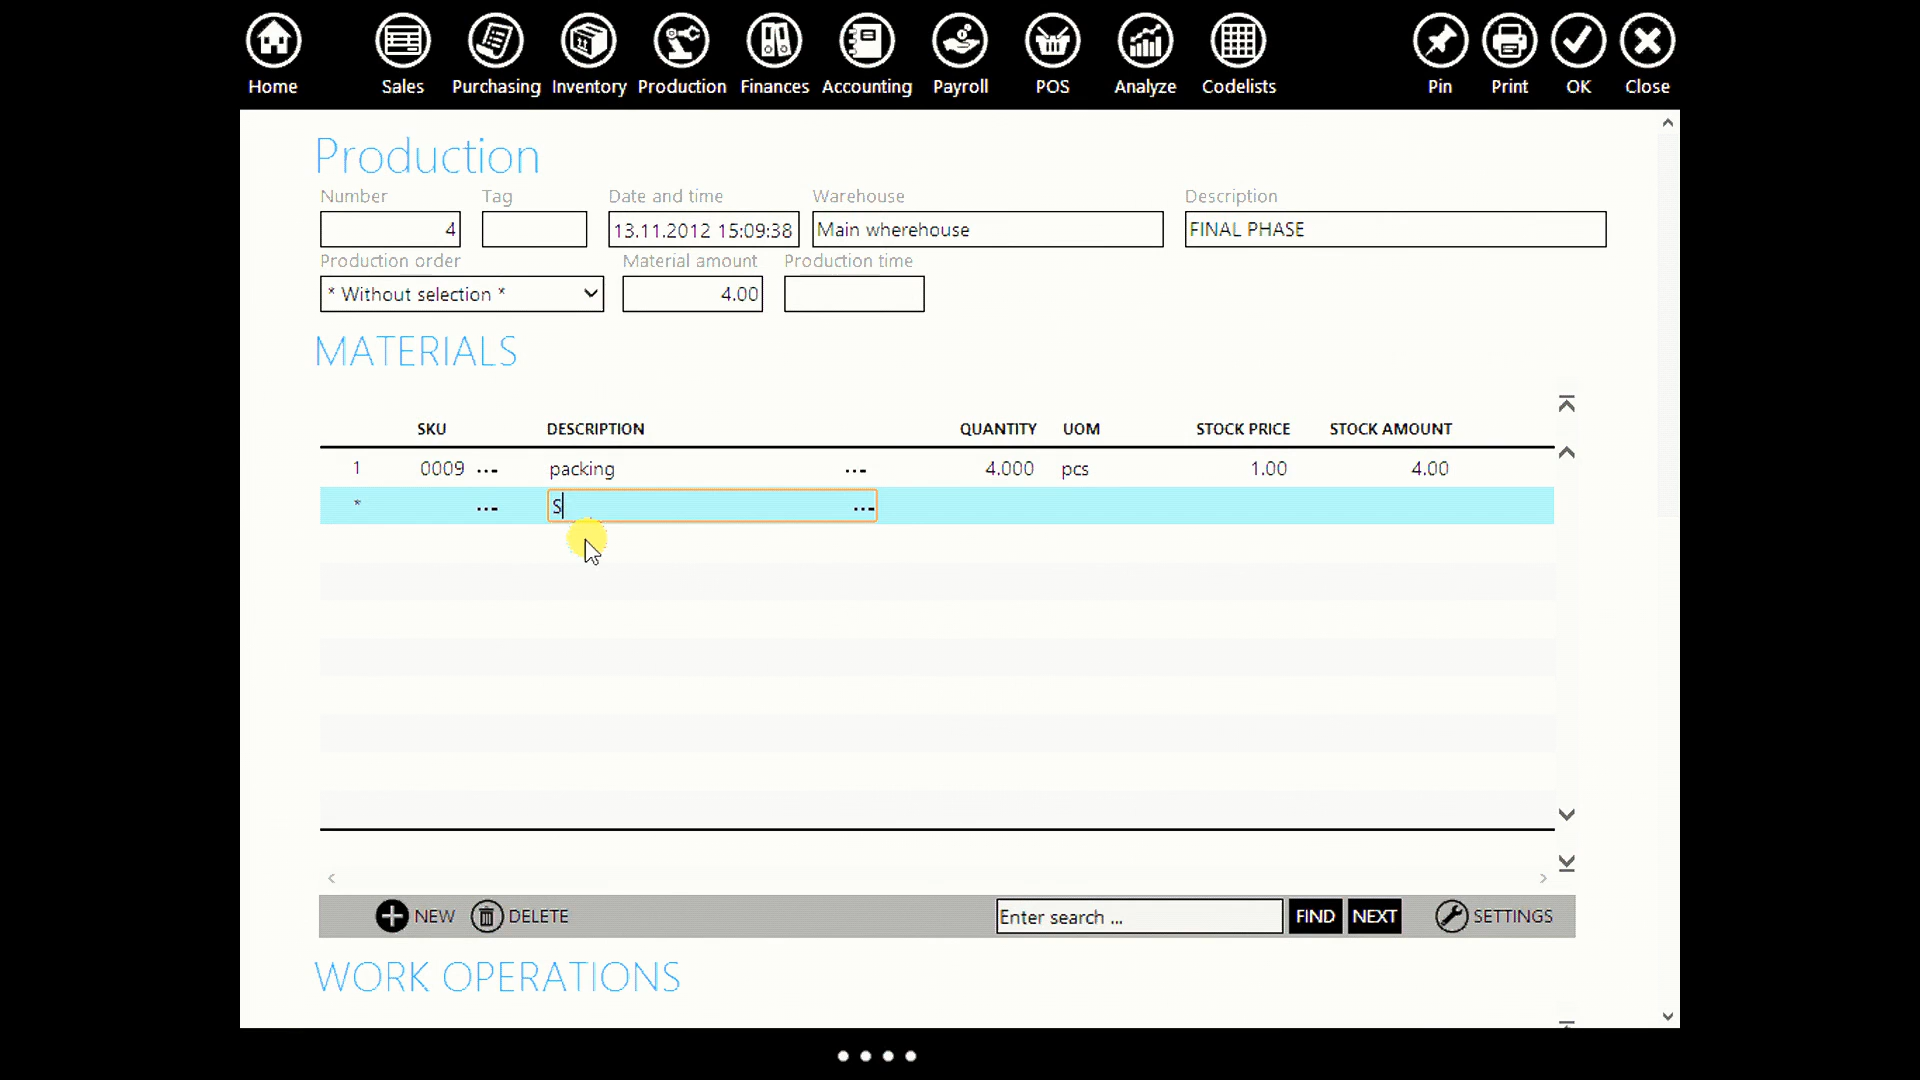 Home Sales Purchasing Inventory Production Finances Accounting Payroll POS Analyze Codelists Pin Print OK Close
Production
Number Tag Date and time Warehouse Description
4 13.11.2012 15:09:38 Main wherehouse FINAL PHASE
Production order Material amount Production time
* Without selection * 4.00
MATERIALS
SKU DESCRIPTION QUANTITY UOM STOCK PRICE STOCK AMOUNT
1 0009 ... packing ... 4.000 pcs 1.00 4.00
* ... S ...
NEW DELETE Enter search ... FIND NEXT SETTINGS
WORK OPERATIONS